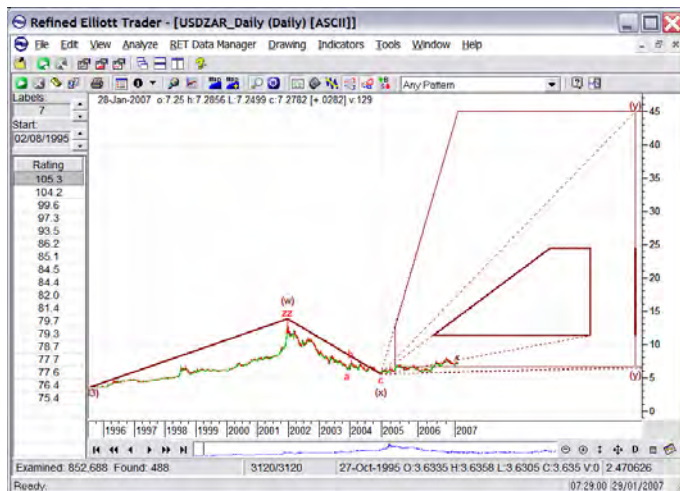 Refined Elliott Trader - [USDZAR_Daily (Daily) [ASCII]]
File Edit View Analyze RET Data Manager Drawing Indicators Tools Window Help
Any Pattern
Labels:
7
Start:
02/08/1995
Rating
105.3
104.2
99.6
97.3
93.5
86.2
85.1
84.5
84.4
82.0
81.4
79.7
79.3
78.7
77.7
77.6
76.4
75.4
28-Jan-2007 o:7.25 h:7.2856 L:7.2499 c:7.2782 [+.0282] v:129
(y)
45
40
35
30
25
20
15
10
5
0
(w)
zz
b
a
c
(x)
(y)
1996 1997 1998 1999 2000 2001 2002 2003 2004 2005 2006 2007
D
Examined: 852,688 Found: 488
3120/3120
27-Oct-1995 O:3.6335 H:3.6358 L:3.6305 C:3.635 V:0
2.470626
Ready.
07:29:00 29/01/2007